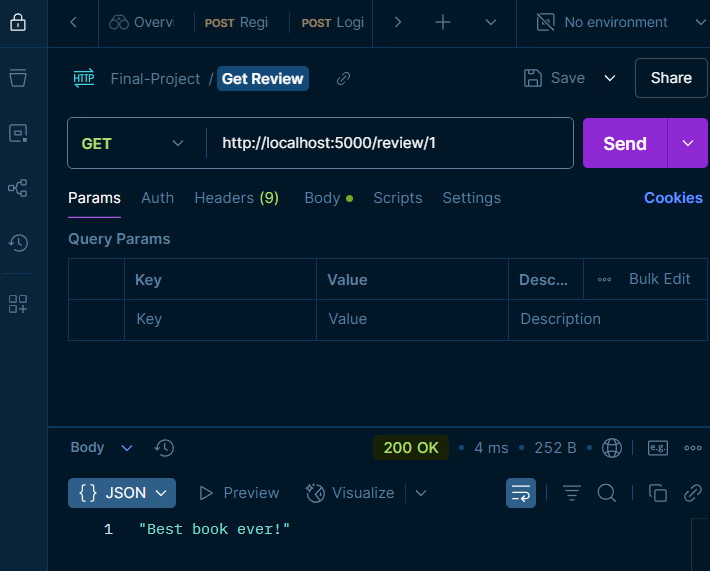 Overv POST Regi POST Logi No environment
HTTP Final-Project / Get Review Save Share
GET http://localhost:5000/review/1 Send
Params Auth Headers (9) Body Scripts Settings Cookies
Query Params
Key Value Desc... Bulk Edit
Key Value Description
Body 200 OK • 4 ms • 252 B • e.g.
{} JSON Preview Visualize
1 "Best book ever!"